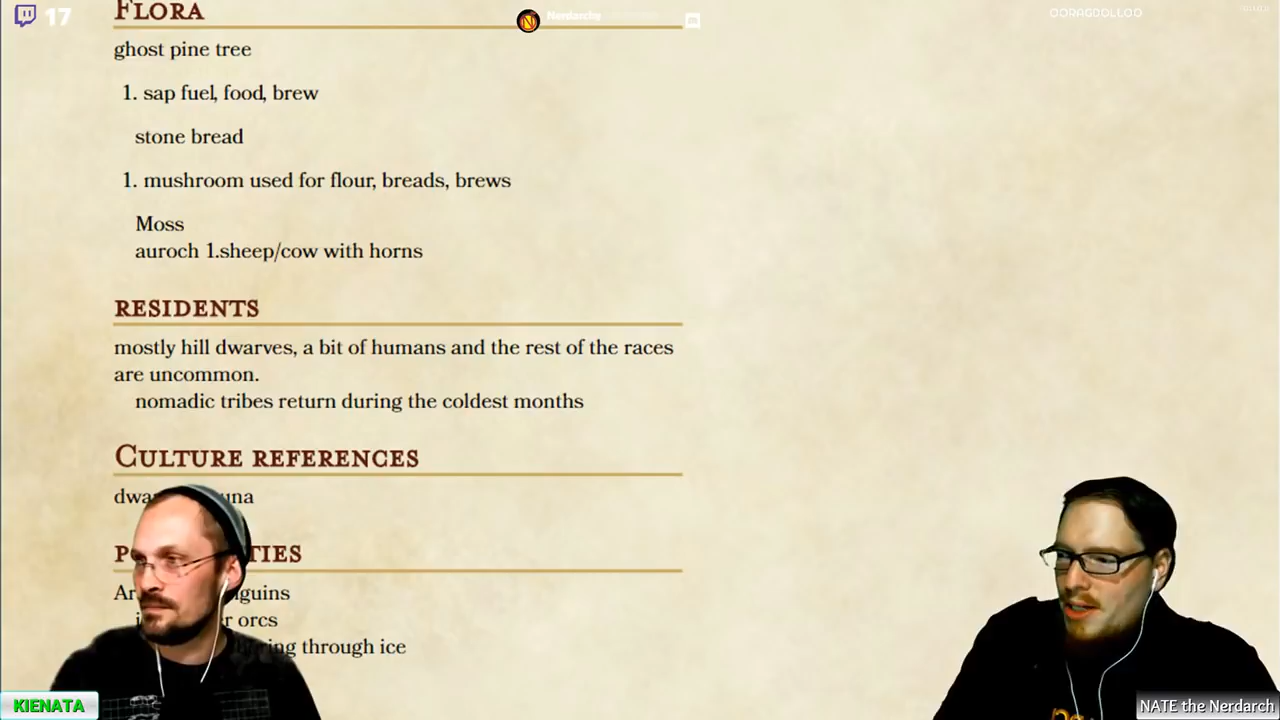 17
Nerdarchy
OORAGDOLLOO
FLORA
ghost pine tree
1. sap fuel, food, brew
stone bread
1. mushroom used for flour, breads, brews
Moss
auroch 1.sheep/cow with horns
RESIDENTS
mostly hill dwarves, a bit of humans and the rest of the races
are uncommon.
nomadic tribes return during the coldest months
CULTURE REFERENCES
through ice
orcs
KIENATA
NATE the Nerdarch